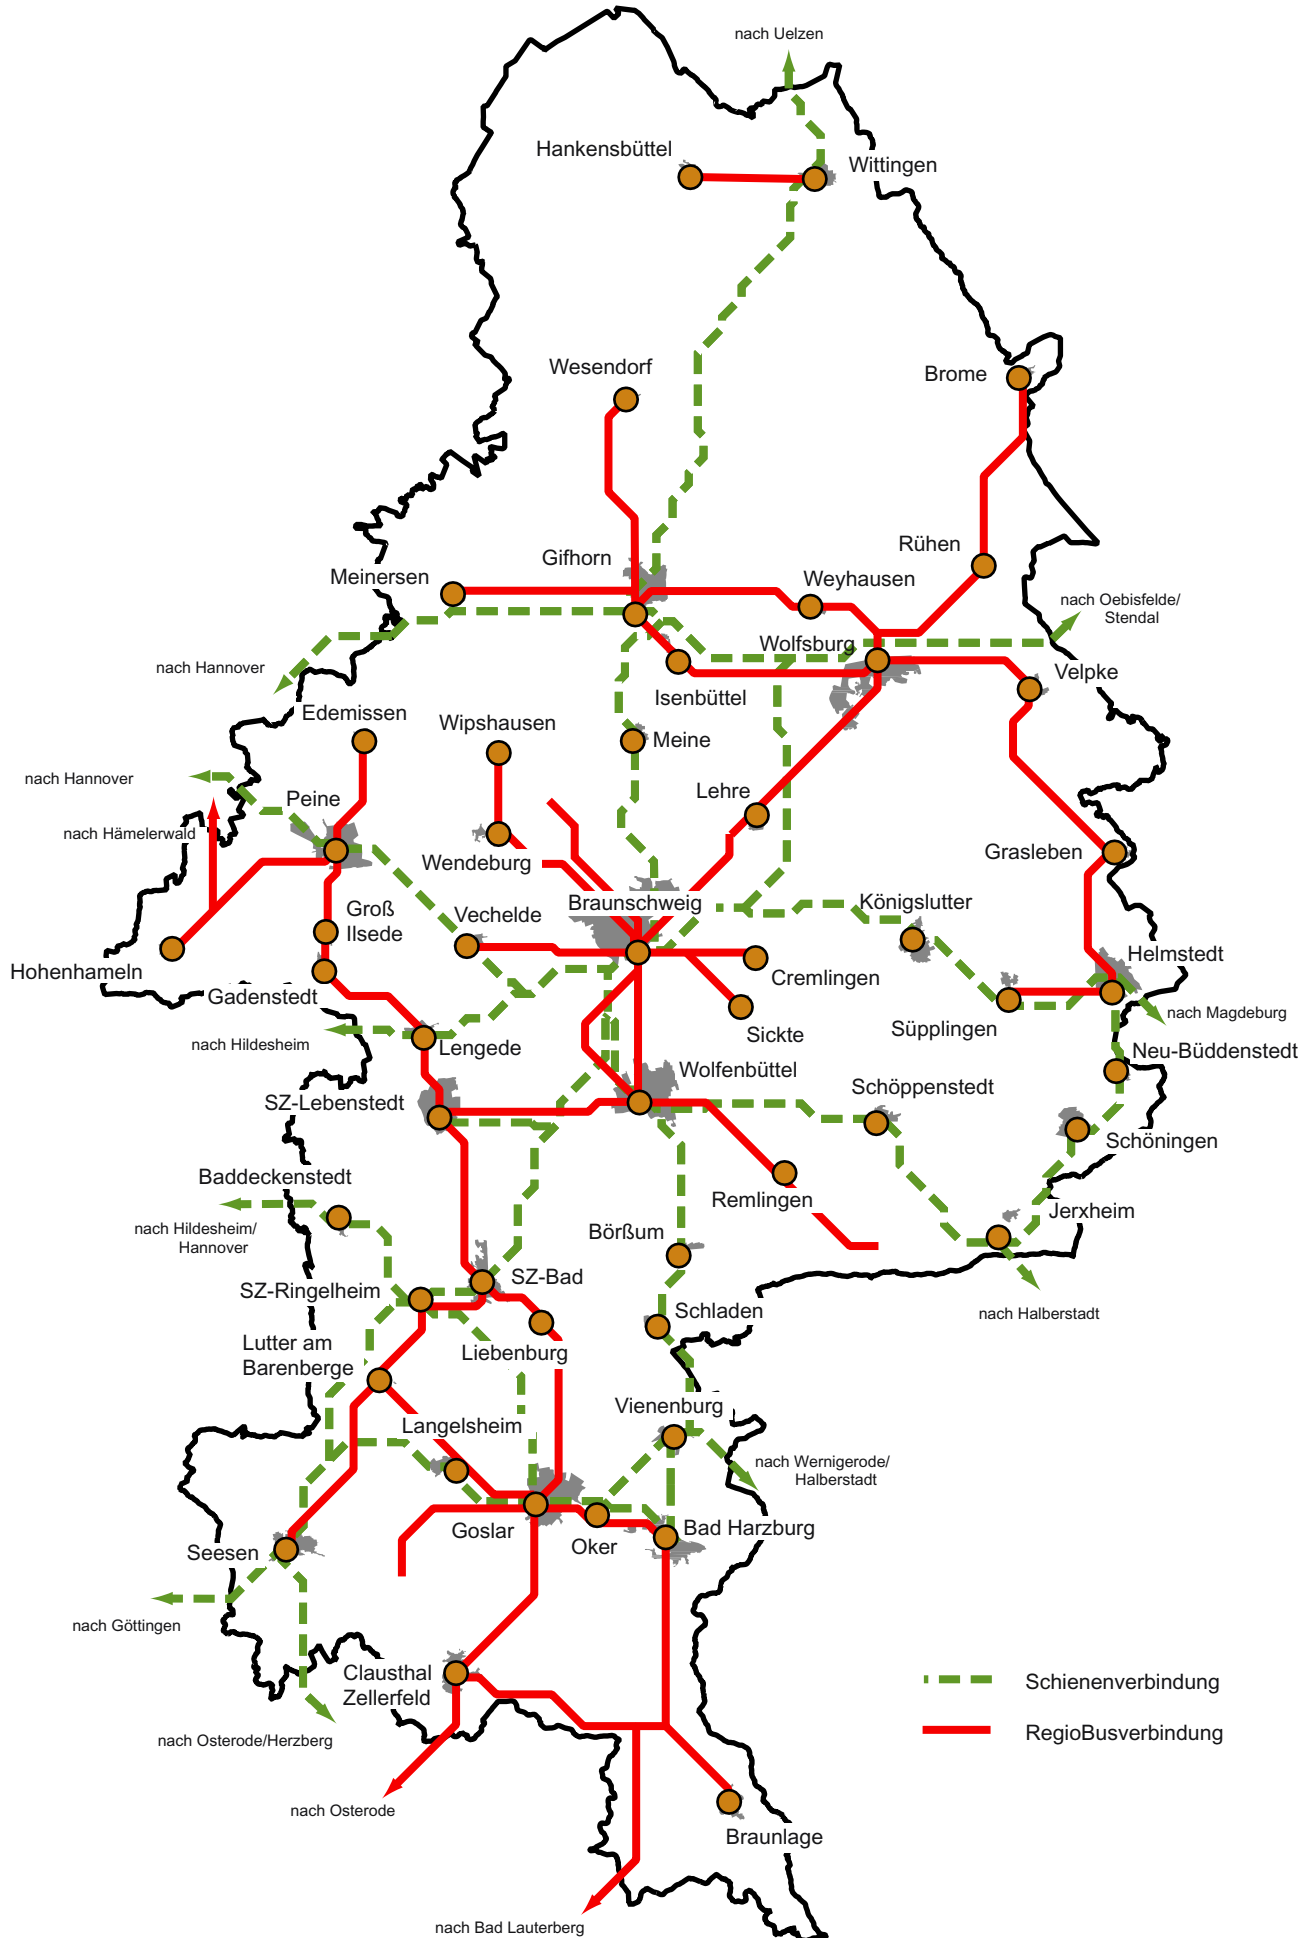 nach Uelzen
Hankensbüttel
Wittingen
Wesendorf
Brome
Gifhorn
Rühen
Meinersen
Weyhausen
nach Oebisfelde/
Stendal
Wolfsburg
nach Hannover
Velpke
Isenbüttel
Edemissen
Wipshausen
Meine
nach Hannover
Peine
Lehre
nach Hämelerwald
Wendeburg
Grasleben
Braunschweig
Königslutter
Groß
Ilsede
Vechelde
Helmstedt
Hohenhameln
Cremlingen
Gadenstedt
nach Magdeburg
Süpplingen
Sickte
nach Hildesheim
Lengede
Neu-Büddenstedt
Wolfenbüttel
Schöppenstedt
SZ-Lebenstedt
Schöningen
Baddeckenstedt
Remlingen
Jerxheim
nach Hildesheim/
Hannover
Börßum
SZ-Bad
SZ-Ringelheim
Schladen
nach Halberstadt
Lutter am
Barenberge
Liebenburg
Vienenburg
Langelsheim
nach Wernigerode/
Halberstadt
Goslar
Bad Harzburg
Oker
Seesen
nach Göttingen
Clausthal
Zellerfeld
Schienenverbindung
RegioBusverbindung
nach Osterode/Herzberg
nach Osterode
Braunlage
nach Bad Lauterberg